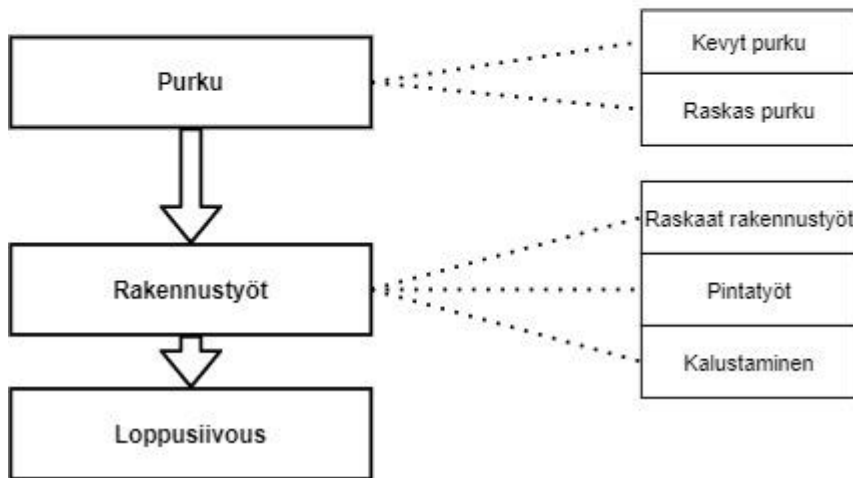 Purku
Kevyt purku
Raskas purku
Rakennustyöt
Raskaat rakennustyöt
Pintatyöt
Kalustaminen
Loppusiivous